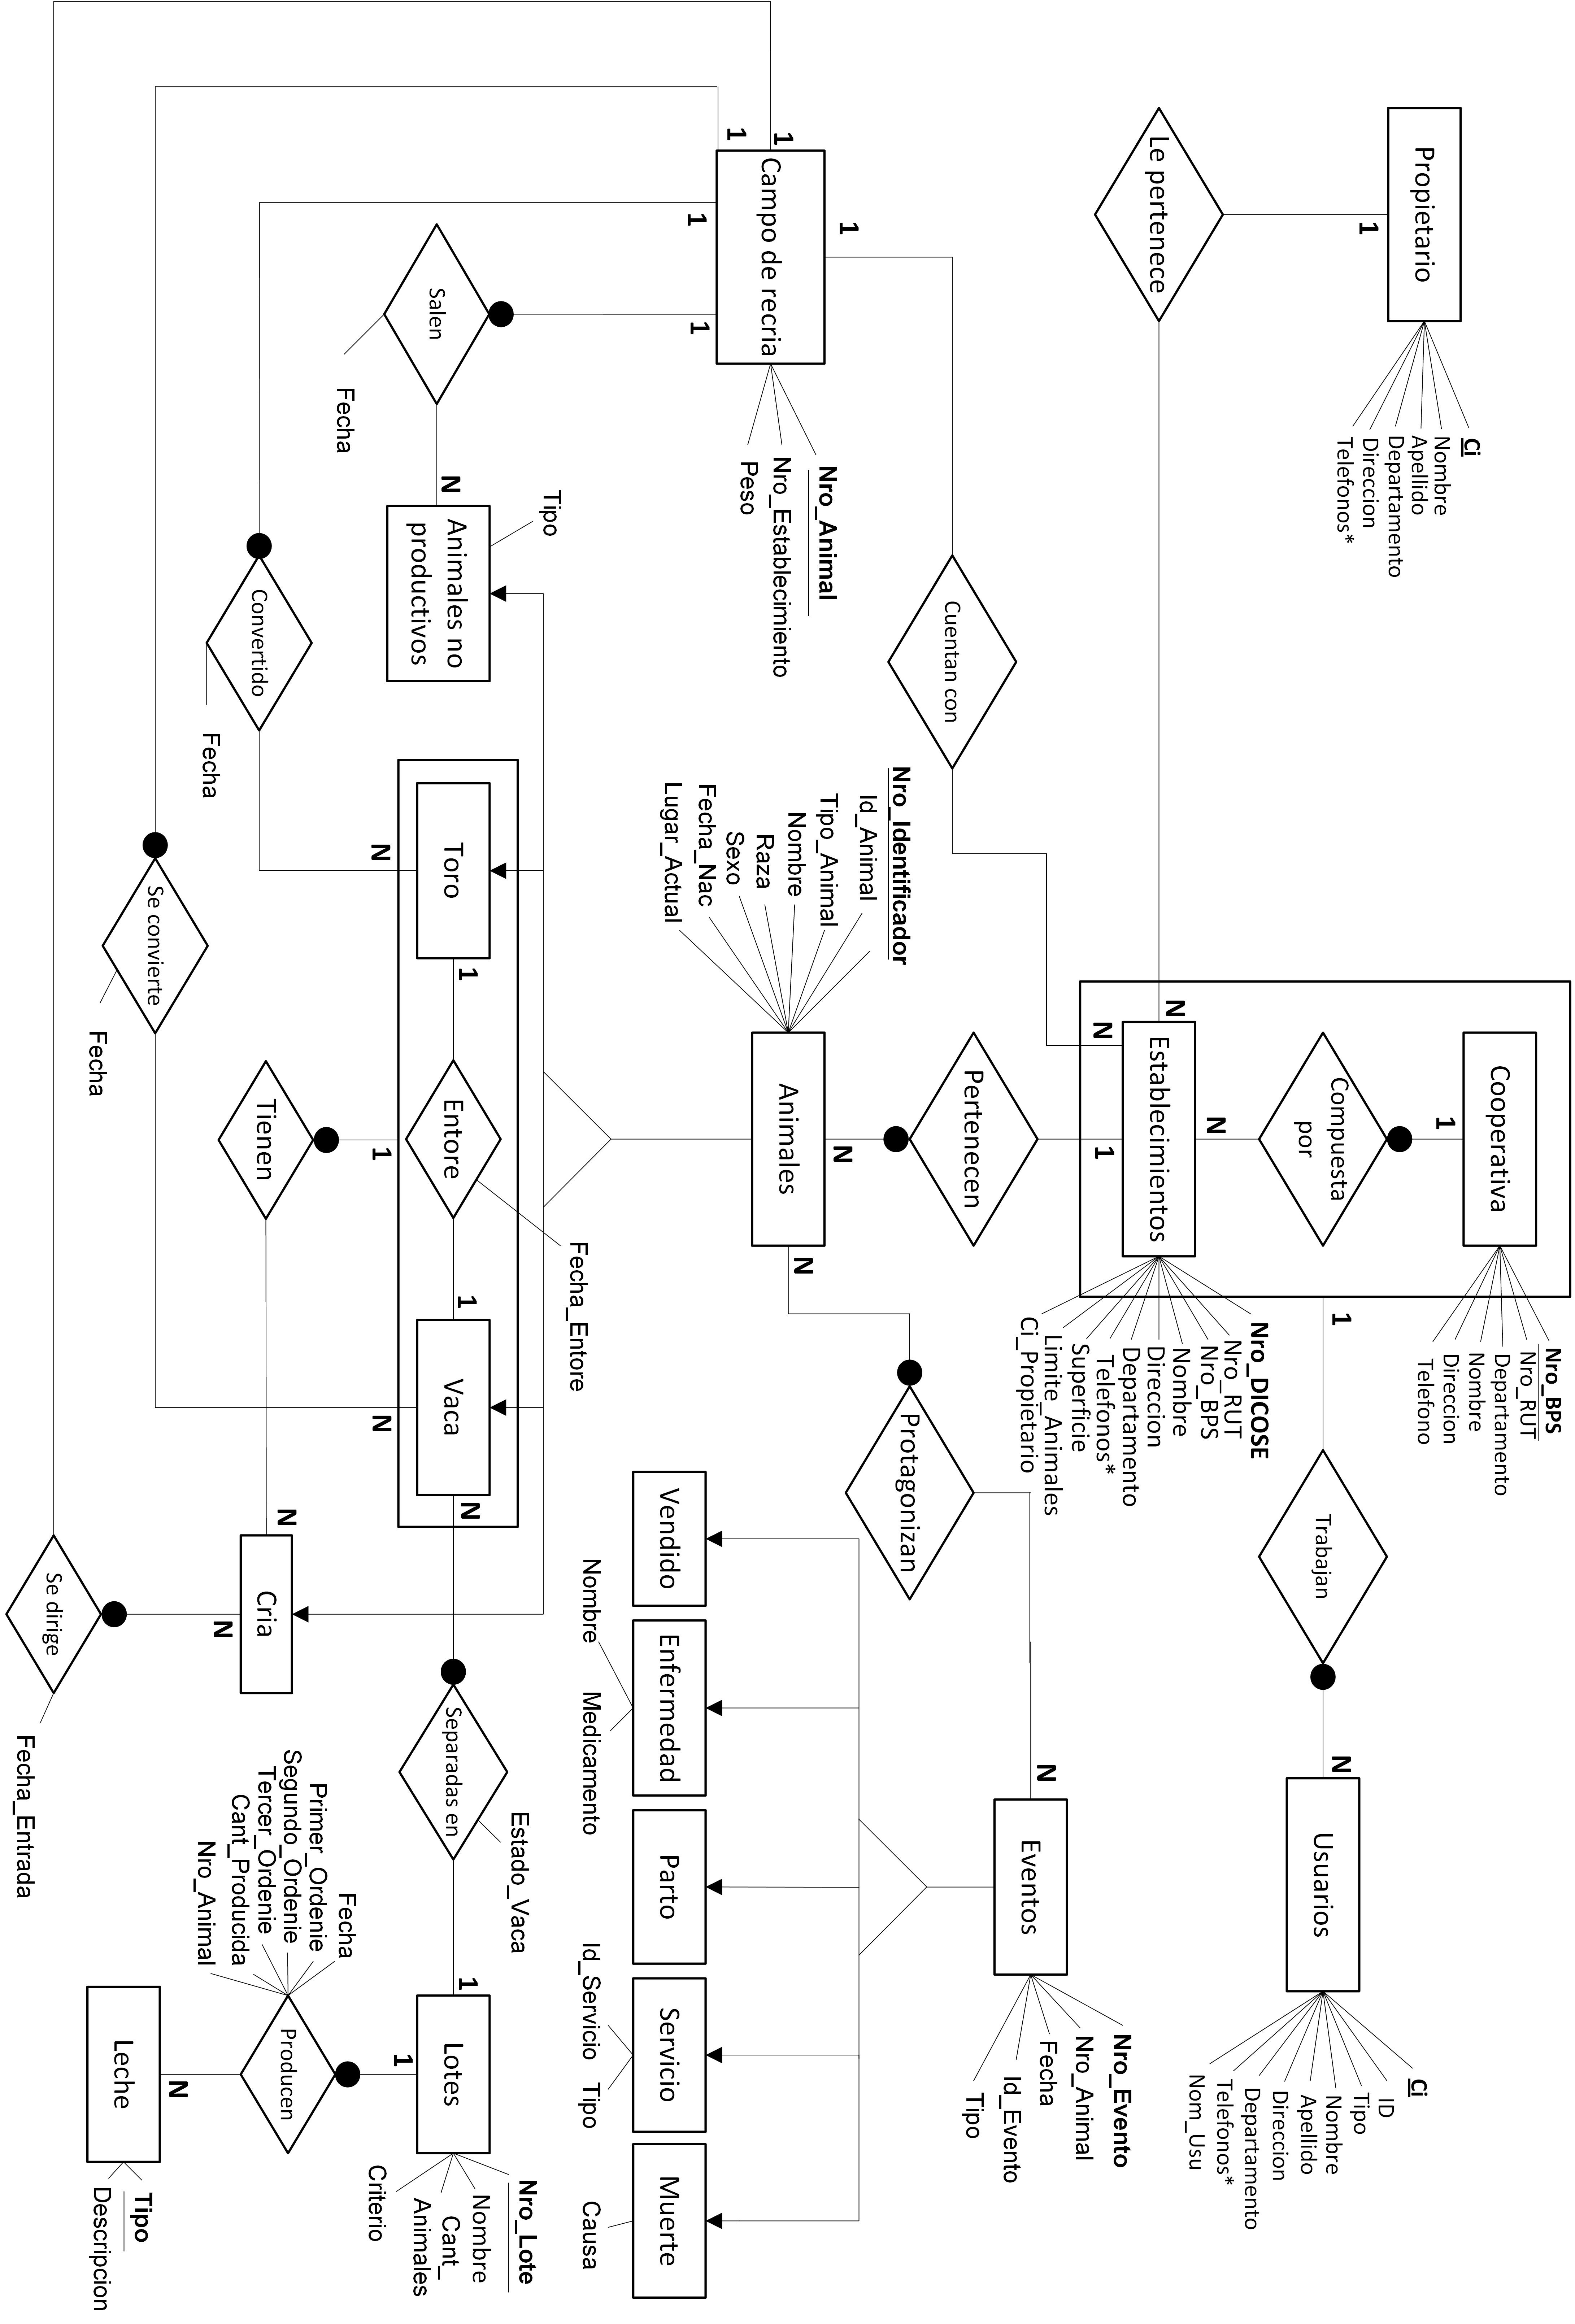 Propietario
Ci
Nombre
Apellido
Departamento
Direccion
Telefonos*
1
Le pertenece
N
Cooperativa
Nro_BPS
Nro_RUT
Departamento
Nombre
Direccion
Telefono
1
Compuesta
por
N
Establecimientos
Nro_DICOSE
Nro_RUT
Nro_BPS
Nombre
Direccion
Departamento
Telefonos*
Superficie
Limite_Animales
Ci_Propietario
1
Trabajan
N
Usuarios
Ci
ID
Tipo
Nombre
Apellido
Direccion
Departamento
Telefonos*
Nom_Usu
N
Cuentan con
1
Campo de recria
Nro_Animal
Nro_Establecimiento
Peso
1
Pertenecen
N
Animales
Nro_Identificador
Id_Animal
Tipo_Animal
Nombre
Raza
Sexo
Fecha_Nac
Lugar_Actual
N
Protagonizan
N
Eventos
Nro_Evento
Nro_Animal
Fecha
Id_Evento
Tipo
Vendido
Enfermedad
Nombre
Medicamento
Parto
Servicio
Id_Servicio
Tipo
Muerte
Causa
1
1
1
1
Salen
Fecha
N
Animales no
productivos
Tipo
Convertido
Fecha
N
Toro
1
Entore
Fecha_Entore
1
Vaca
N
N
Separadas en
Estado_Vaca
1
Lotes
Nro_Lote
Nombre
Cant_
Animales
Criterio
1
Producen
Fecha
Primer_Ordenie
Segundo_Ordenie
Tercer_Ordenie
Cant_Producida
Nro_Animal
N
Leche
Tipo
Descripcion
Se convierte
Fecha
1
Tienen
N
Cria
N
Se dirige
Fecha_Entrada